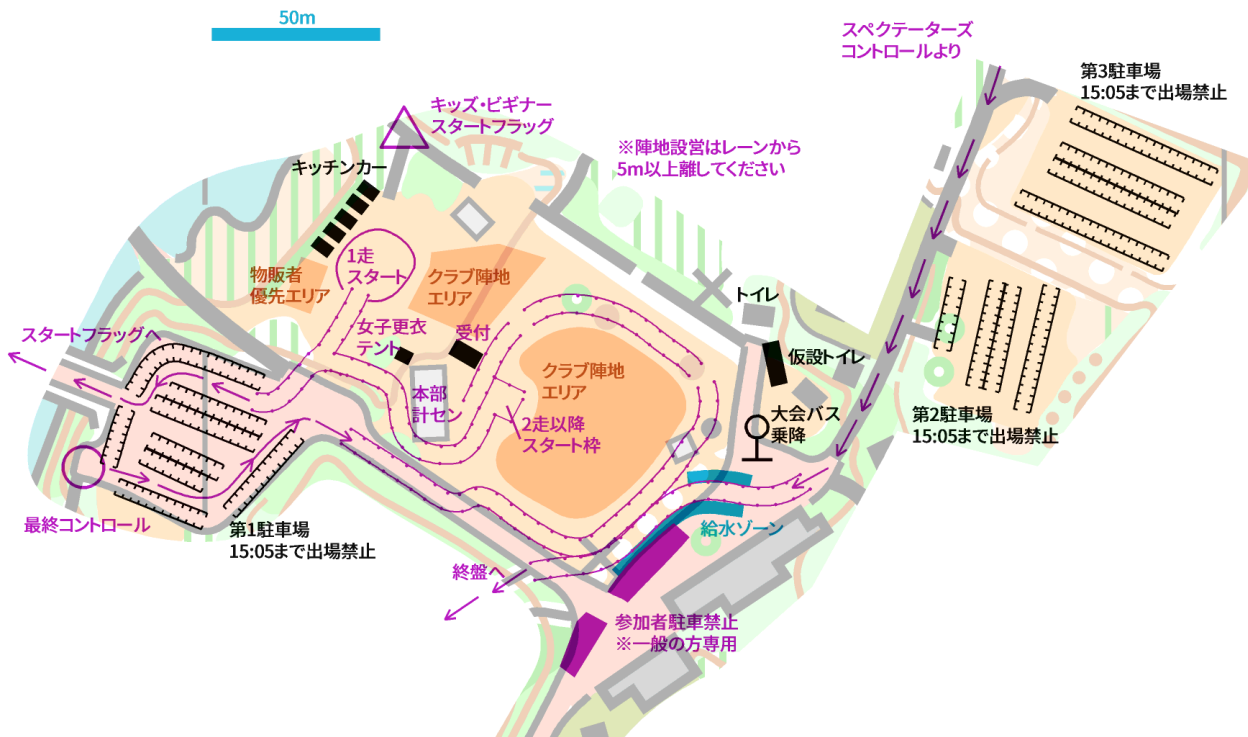 50m
スペクテーターズ
コントロールより
第3駐車場
15:05まで出場禁止
キッズ・ビギナー
スタートフラッグ
※陣地設営はレーンから
5m以上離してください
キッチンカー
1走
スタート
物販者
優先エリア
クラブ陣地
エリア
トイレ
スタートフラッグへ
女子更衣
テント
受付
仮設トイレ
クラブ陣地
エリア
本部
計セン
2走以降
スタート枠
大会バス
乗降
第2駐車場
15:05まで出場禁止
最終コントロール
第1駐車場
15:05まで出場禁止
給水ゾーン
終盤へ
参加者駐車禁止
※一般の方専用